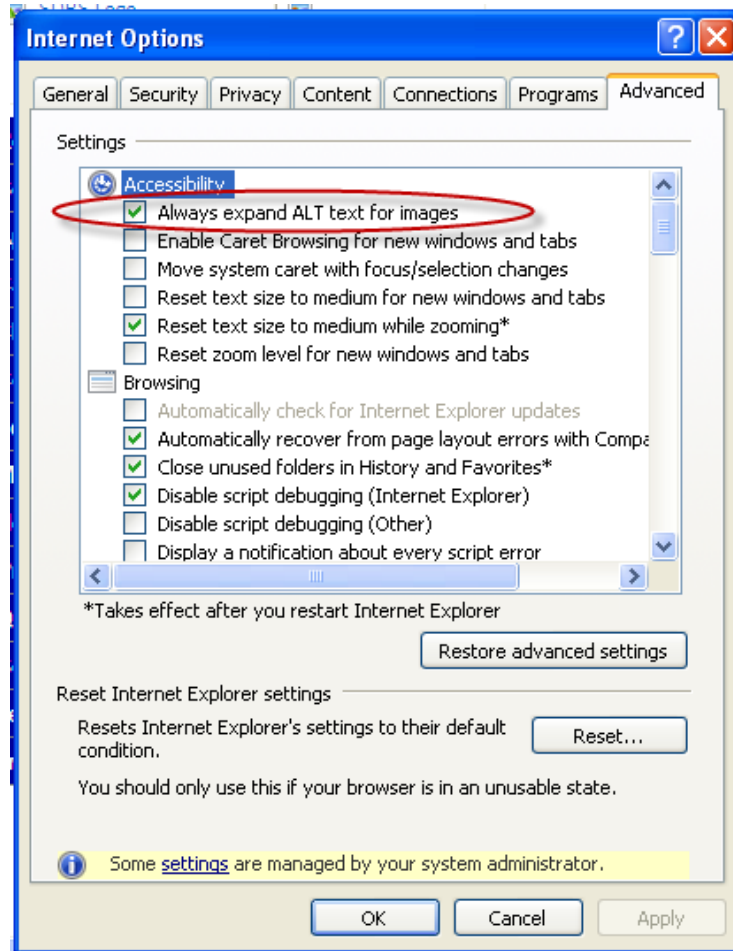 Internet Options
General Security Privacy Content Connections Programs Advanced
Settings
Accessibility
Always expand ALT text for images
Enable Caret Browsing for new windows and tabs
Move system caret with focus/selection changes
Reset text size to medium for new windows and tabs
Reset text size to medium while zooming*
Reset zoom level for new windows and tabs
Browsing
Automatically check for Internet Explorer updates
Automatically recover from page layout errors with Compa
Close unused folders in History and Favorites*
Disable script debugging (Internet Explorer)
Disable script debugging (Other)
Display a notification about every script error
*Takes effect after you restart Internet Explorer
Restore advanced settings
Reset Internet Explorer settings
Resets Internet Explorer's settings to their default
condition.
Reset...
You should only use this if your browser is in an unusable state.
Some settings are managed by your system administrator.
OK Cancel Apply